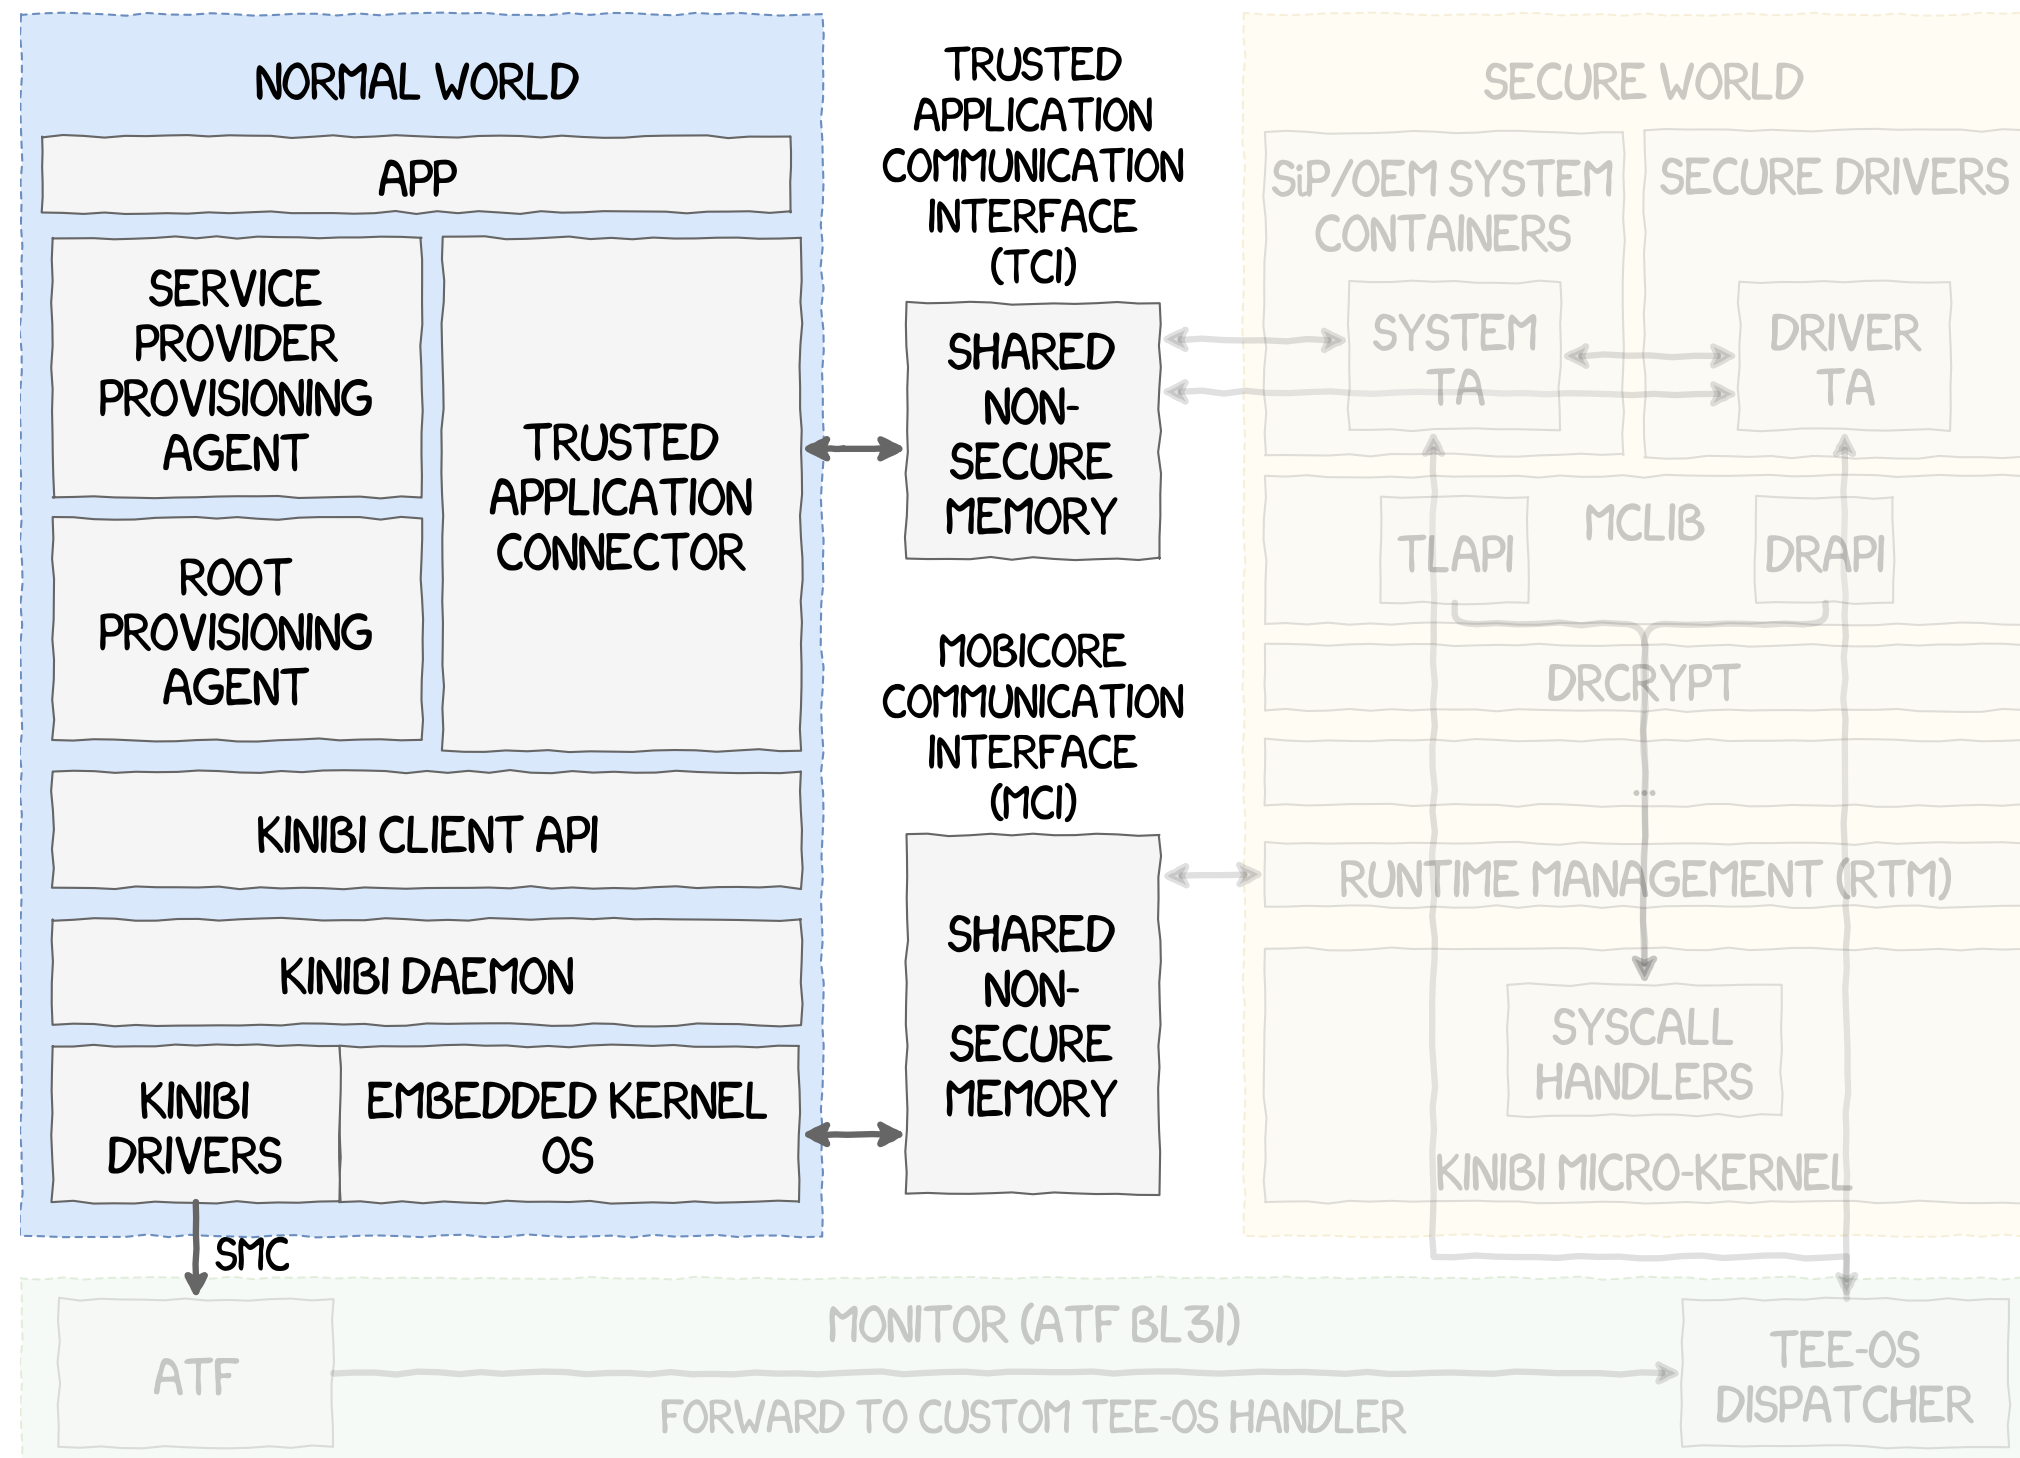 NORMAL WORLD
APP
SERVICE
PROVIDER
PROVISIONING
AGENT
ROOT
PROVISIONING
AGENT
TRUSTED
APPLICATION
CONNECTOR
KINIBI CLIENT API
KINIBI DAEMON
KINIBI
DRIVERS
EMBEDDED KERNEL
OS
SMC
TRUSTED
APPLICATION
COMMUNICATION
INTERFACE
(TCI)
SHARED
NON-
SECURE
MEMORY
MOBICORE
COMMUNICATION
INTERFACE
(MCI)
SHARED
NON-
SECURE
MEMORY
SECURE WORLD
SiP/OEM SYSTEM
CONTAINERS
SYSTEM
TA
SECURE DRIVERS
DRIVER
TA
MCLIB
TLAPI
DRAPI
DRCRYPT
...
RUNTIME MANAGEMENT (RTM)
SYSCALL
HANDLERS
KINIBI MICRO-KERNEL
MONITOR (ATF BL31)
ATF
FORWARD TO CUSTOM TEE-OS HANDLER
TEE-OS
DISPATCHER